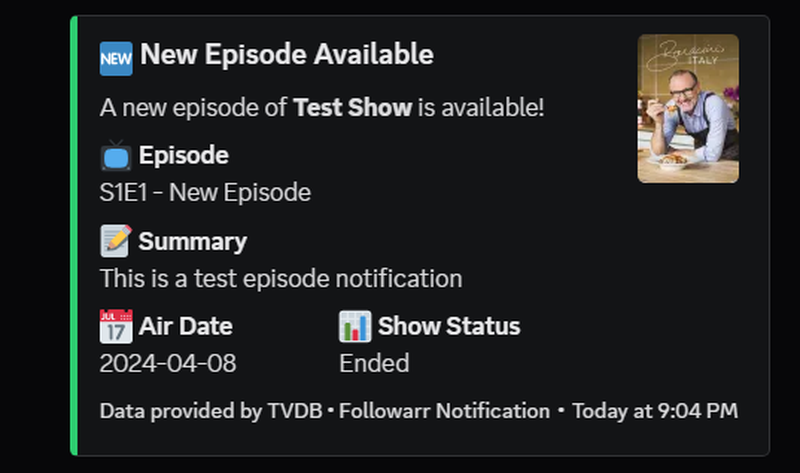 NEW New Episode Available
A new episode of Test Show is available!
Episode
S1E1 - New Episode
Summary
This is a test episode notification
JUL 17 Air Date
Show Status
2024-04-08
Ended
Data provided by TVDB • Followarr Notification • Today at 9:04 PM
ITALY